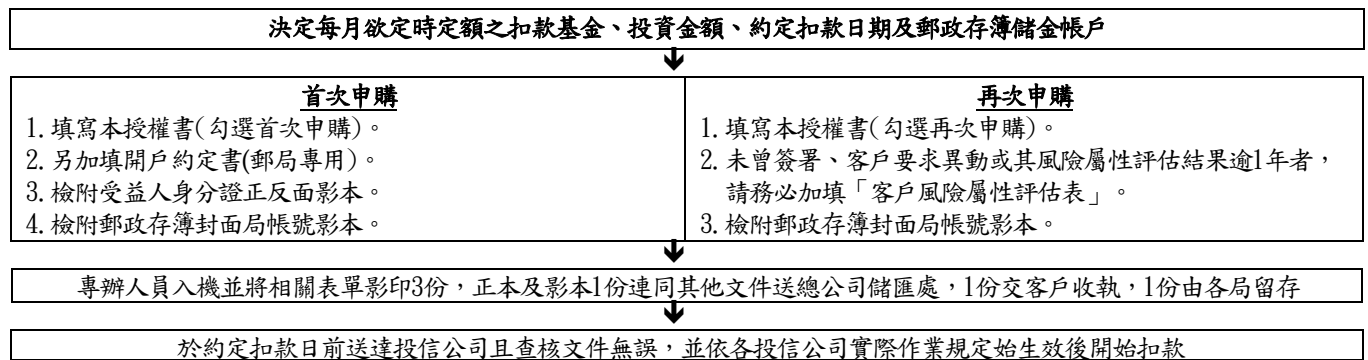 決定每月欲定時定額之扣款基金、投資金額、約定扣款日期及郵政存簿儲金帳戶
首次申購
1. 填寫本授權書(勾選首次申購)。
2. 另加填開戶約定書(郵局專用)。
3. 檢附受益人身分證正反面影本。
4. 檢附郵政存簿封面局帳號影本。
再次申購
1. 填寫本授權書(勾選再次申購)。
2. 未曾簽署、客戶要求異動或其風險屬性評估結果逾1年者，
請務必加填「客戶風險屬性評估表」。
3. 檢附郵政存簿封面局帳號影本。
專辦人員入機並將相關表單影印3份，正本及影本1份連同其他文件送總公司儲匯處，1份交客戶收執，1份由各局留存
於約定扣款日前送達投信公司且查核文件無誤，並依各投信公司實際作業規定始生效後開始扣款